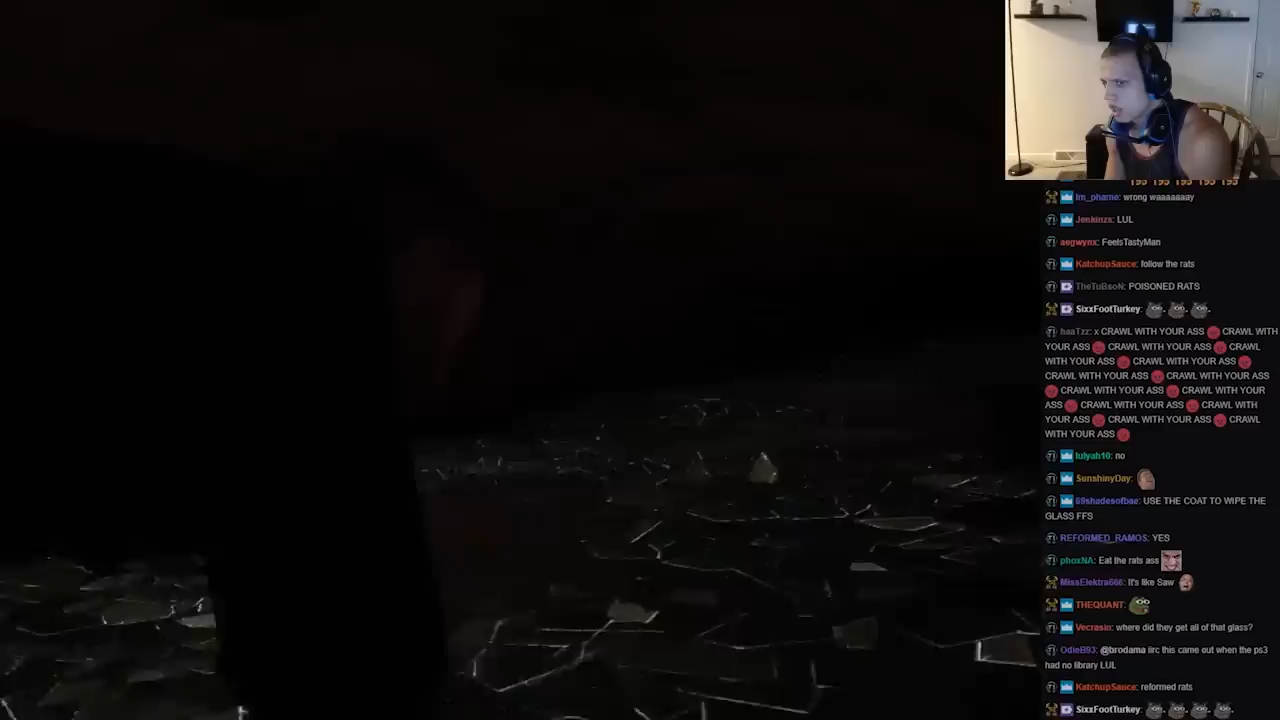 195 195 195 195 195
im_phame: wrong waaaaaaay
Jenkinzs: LUL
aegwynx: FeelsTastyMan
KatchupSauce: follow the rats
TheTuBsoN: POISONED RATS
SixxFootTurkey:
haaTzz: x CRAWL WITH YOUR ASS CRAWL WITH
YOUR ASS CRAWL WITH YOUR ASS CRAWL
WITH YOUR ASS CRAWL WITH YOUR ASS
CRAWL WITH YOUR ASS CRAWL WITH YOUR ASS
CRAWL WITH YOUR ASS CRAWL WITH YOUR
ASS CRAWL WITH YOUR ASS CRAWL WITH
YOUR ASS CRAWL WITH YOUR ASS CRAWL
WITH YOUR ASS
lulyah10: no
SunshinyDay:
69shadesofbae: USE THE COAT TO WIPE THE
GLASS FFS
REFORMED_RAMOS: YES
phoxNA: Eat the rats ass
MissElektra666: It's like Saw
THEQUANT:
Vecrasin: where did they get all of that glass?
OdieB93: @brodama iirc this came out when the ps3
had no library LUL
KatchupSauce: reformed rats
SixxFootTurkey: